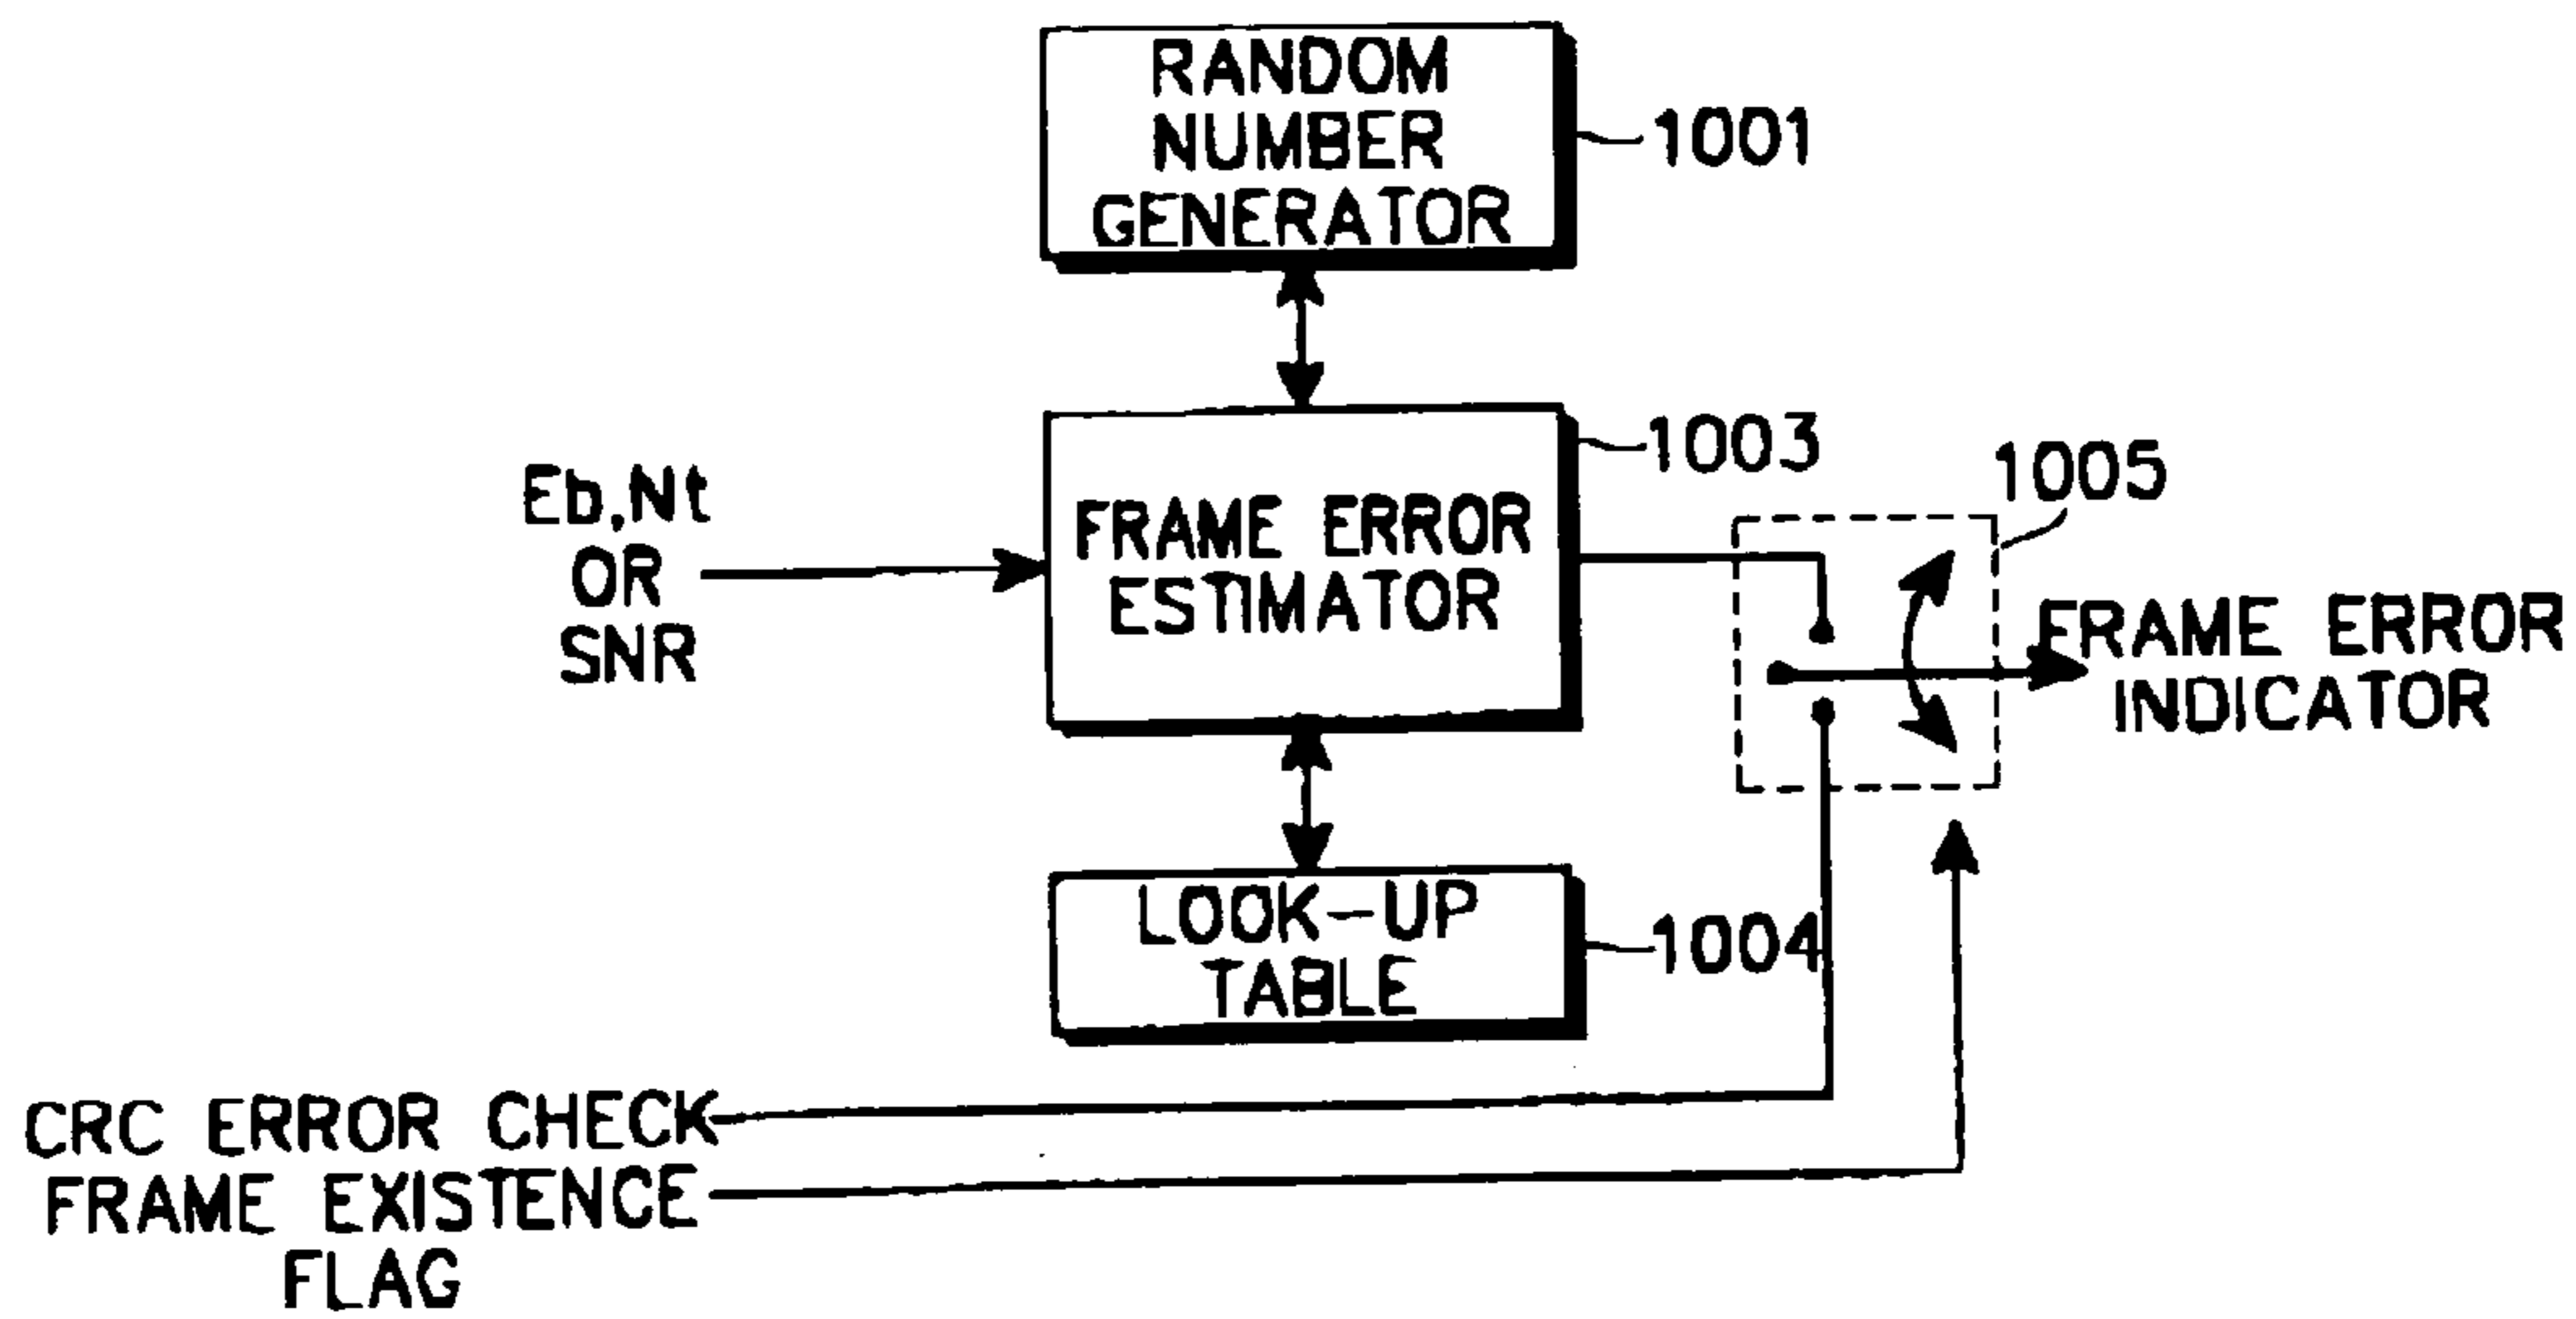 RANDOM
NUMBER
GENERATOR
1001
1003
FRAME ERROR
ESTIMATOR
Eb,Nt
OR
SNR
1005
FRAME ERROR
INDICATOR
LOOK-UP
TABLE
1004
CRC ERROR CHECK
FRAME EXISTENCE
FLAG